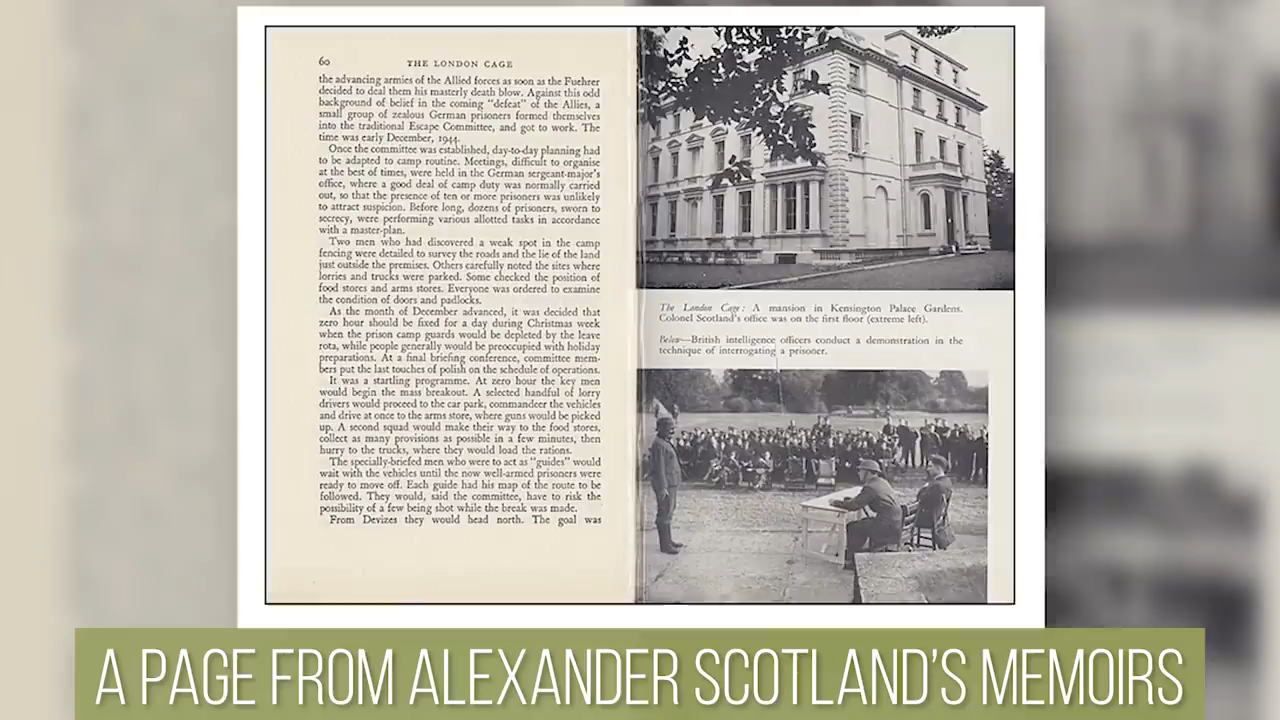 60 THE LONDON CAGE
the advancing armies of the Allied forces as soon as the Fuehrer
decided to deal them his masterly death blow. Against this odd
background of belief in the coming "defeat" of the Allies, a
small group of zealous German prisoners formed themselves
into the traditional Escape Committee, and got to work. The
time was early December, 1944.
Once the committee was established, day-to-day planning had
to be adapted to camp routine. Meetings, difficult to organise
at the best of times, were held in the German sergeant-major's
office, where a good deal of camp duty was normally carried
out, so that the presence of ten or more prisoners was unlikely
to attract suspicion. Before long, dozens of prisoners, sworn to
secrecy, were performing various allotted tasks in accordance
with a master-plan.
Two men who had discovered a weak spot in the camp
fencing were detailed to survey the roads and the lie of the land
just outside the premises. Others carefully noted the sites where
lorries and trucks were parked. Some checked the position of
food stores and arms stores. Everyone was ordered to examine
the condition of doors and padlocks.
As the month of December advanced, it was decided that
zero hour should be fixed for a day during Christmas week
when the prison camp guards would be depleted by the leave
rota, while people generally would be preoccupied with holiday
preparations. At a final briefing conference, committee mem-
bers put the last touches of polish on the schedule of operations.
It was a startling programme. At zero hour the key men
would begin the mass breakout. A selected handful of lorry
drivers would proceed to the car park, commandeer the vehicles
and drive at once to the arms store, where guns would be picked
up. A second squad would make their way to the food stores,
collect as many provisions as possible in a few minutes, then
hurry to the trucks, where they would load the rations.
The specially-briefed men who were to act as "guides" would
wait with the vehicles until the now well-armed prisoners were
ready to move off. Each guide had his map of the route to be
followed. They would, said the committee, have to risk the
possibility of a few being shot while the break was made.
From Devizes they would head north. The goal was
The London Cage: A mansion in Kensington Palace Gardens.
Colonel Scotland's office was on the first floor (extreme left).
Below—British intelligence officers conduct a demonstration in the
technique of interrogating a prisoner.
A PAGE FROM ALEXANDER SCOTLAND'S MEMOIRS